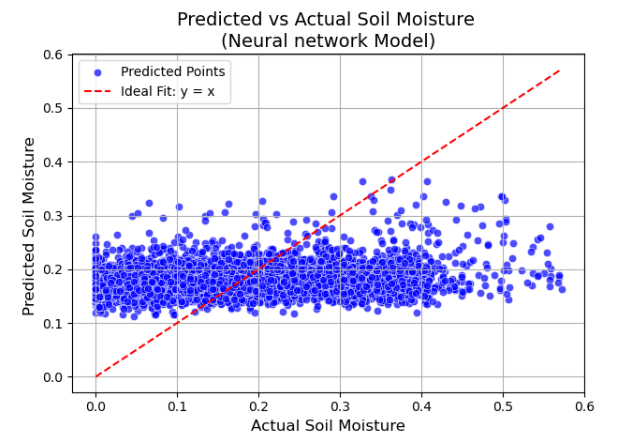 Predicted vs Actual Soil Moisture
(Neural network Model)
Predicted Points
Ideal Fit: y = x
Predicted Soil Moisture
0.6
0.5
0.4
0.3
0.2
0.1
0.0
0.0 0.1 0.2 0.3 0.4 0.5 0.6
Actual Soil Moisture